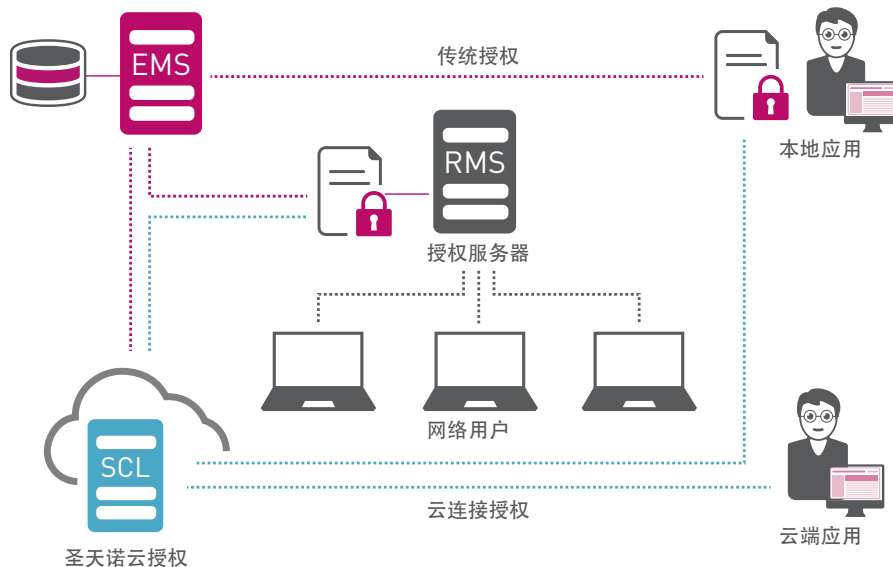 EMS
传统授权
本地应用
RMS
授权服务器
网络用户
SCL
云连接授权
圣天诺云授权
云端应用